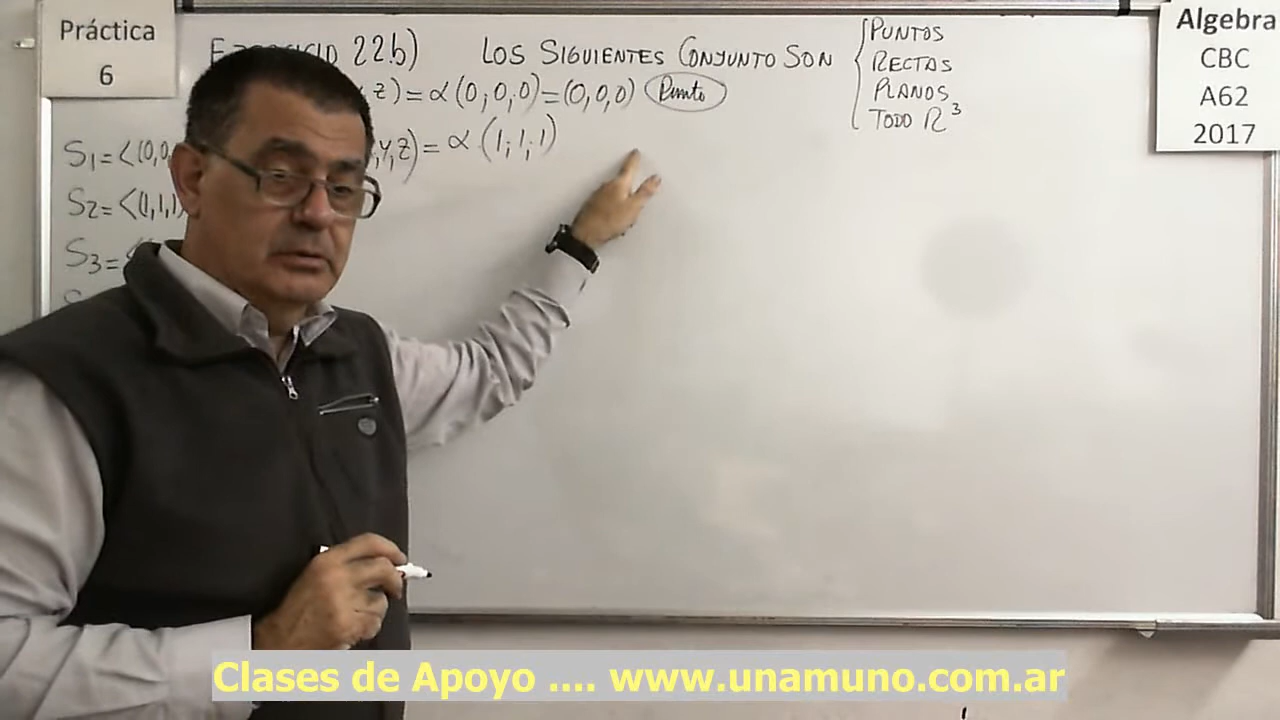 Práctica
6
22b) LOS SIGUIENTES CONJUNTO SON
PUNTOS
RECTAS
PLANOS
TODO R³
z)=α(0,0,0)=(0,0,0) Punto
,y,z)=α(1,1,1)
S1=<(0,0
S2=<(1,1,1)
S3=<
Algebra
CBC
A62
2017
Clases de Apoyo .... www.unamuno.com.ar